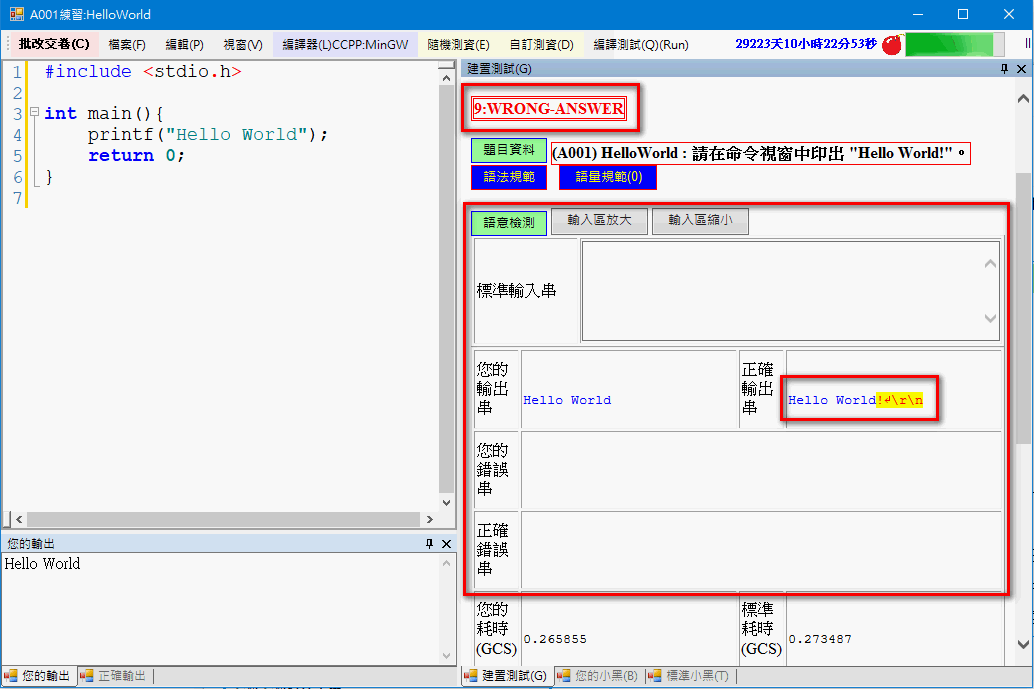 A001練習:HelloWorld
批改交卷(C) 檔案(F) 編輯(P) 視窗(V) 編譯器(L)CCPP:MinGW 隨機測資(E) 自訂測資(D) 編譯測試(Q)(Run) 29223天10小時22分53秒
1 #include <stdio.h>
2
3 int main(){
4 printf("Hello World");
5 return 0;
6 }
7
您的輸出
Hello World
您的輸出 正確輸出
建置測試(G)
9:WRONG-ANSWER
題目資料 (A001) HelloWorld : 請在命令視窗中印出 "Hello World!"。
語法規範 語量規範(0)
語意檢測 輸入區放大 輸入區縮小
標準輸入串
您的輸出串 Hello World 正確輸出串 Hello World!↲\r\n
您的錯誤串
正確錯誤串
您的耗時(GCS) 0.265855 標準耗時(GCS) 0.273487
建置測試(G) 您的小黑(B) 標準小黑(T)